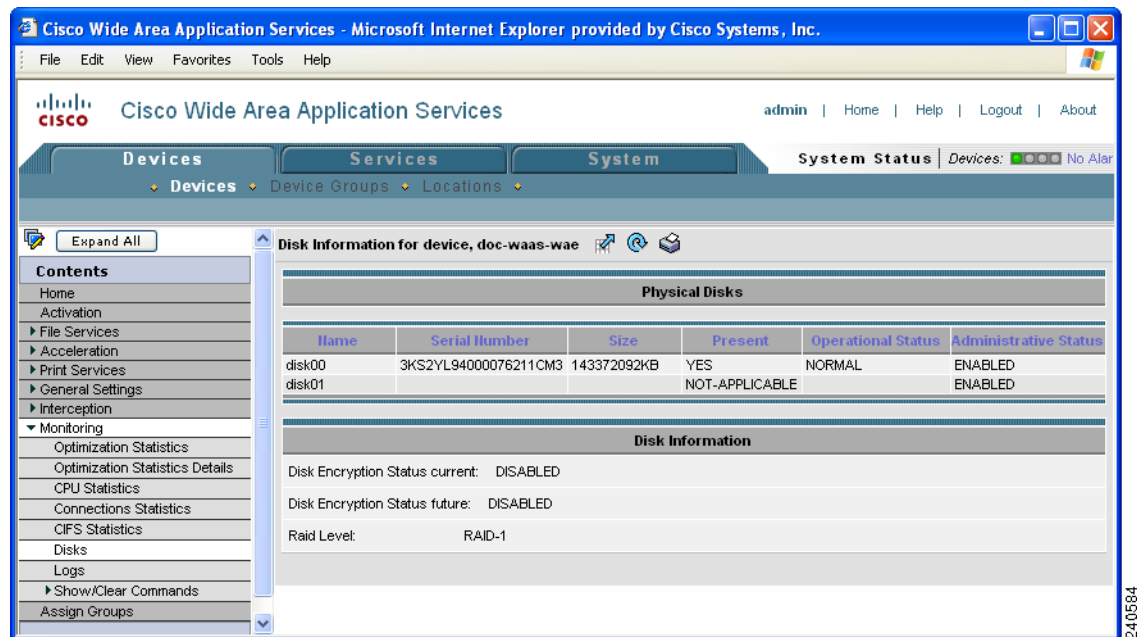 Cisco Wide Area Application Services - Microsoft Internet Explorer provided by Cisco Systems, Inc.
File Edit View Favorites Tools Help
CISCO Cisco Wide Area Application Services admin | Home | Help | Logout | About
Devices Services System System Status Devices: No Alar
Devices Device Groups Locations
Expand All
Contents
Home
Activation
File Services
Acceleration
Print Services
General Settings
Interception
Monitoring
Optimization Statistics
Optimization Statistics Details
CPU Statistics
Connections Statistics
CIFS Statistics
Disks
Logs
Show/Clear Commands
Assign Groups
Disk Information for device, doc-waas-wae
Physical Disks
Name Serial Number Size Present Operational Status Administrative Status
disk00 3KS2YL94000076211CM3 143372092KB YES NORMAL ENABLED
disk01 NOT-APPLICABLE ENABLED
Disk Information
Disk Encryption Status current: DISABLED
Disk Encryption Status future: DISABLED
Raid Level: RAID-1
240584